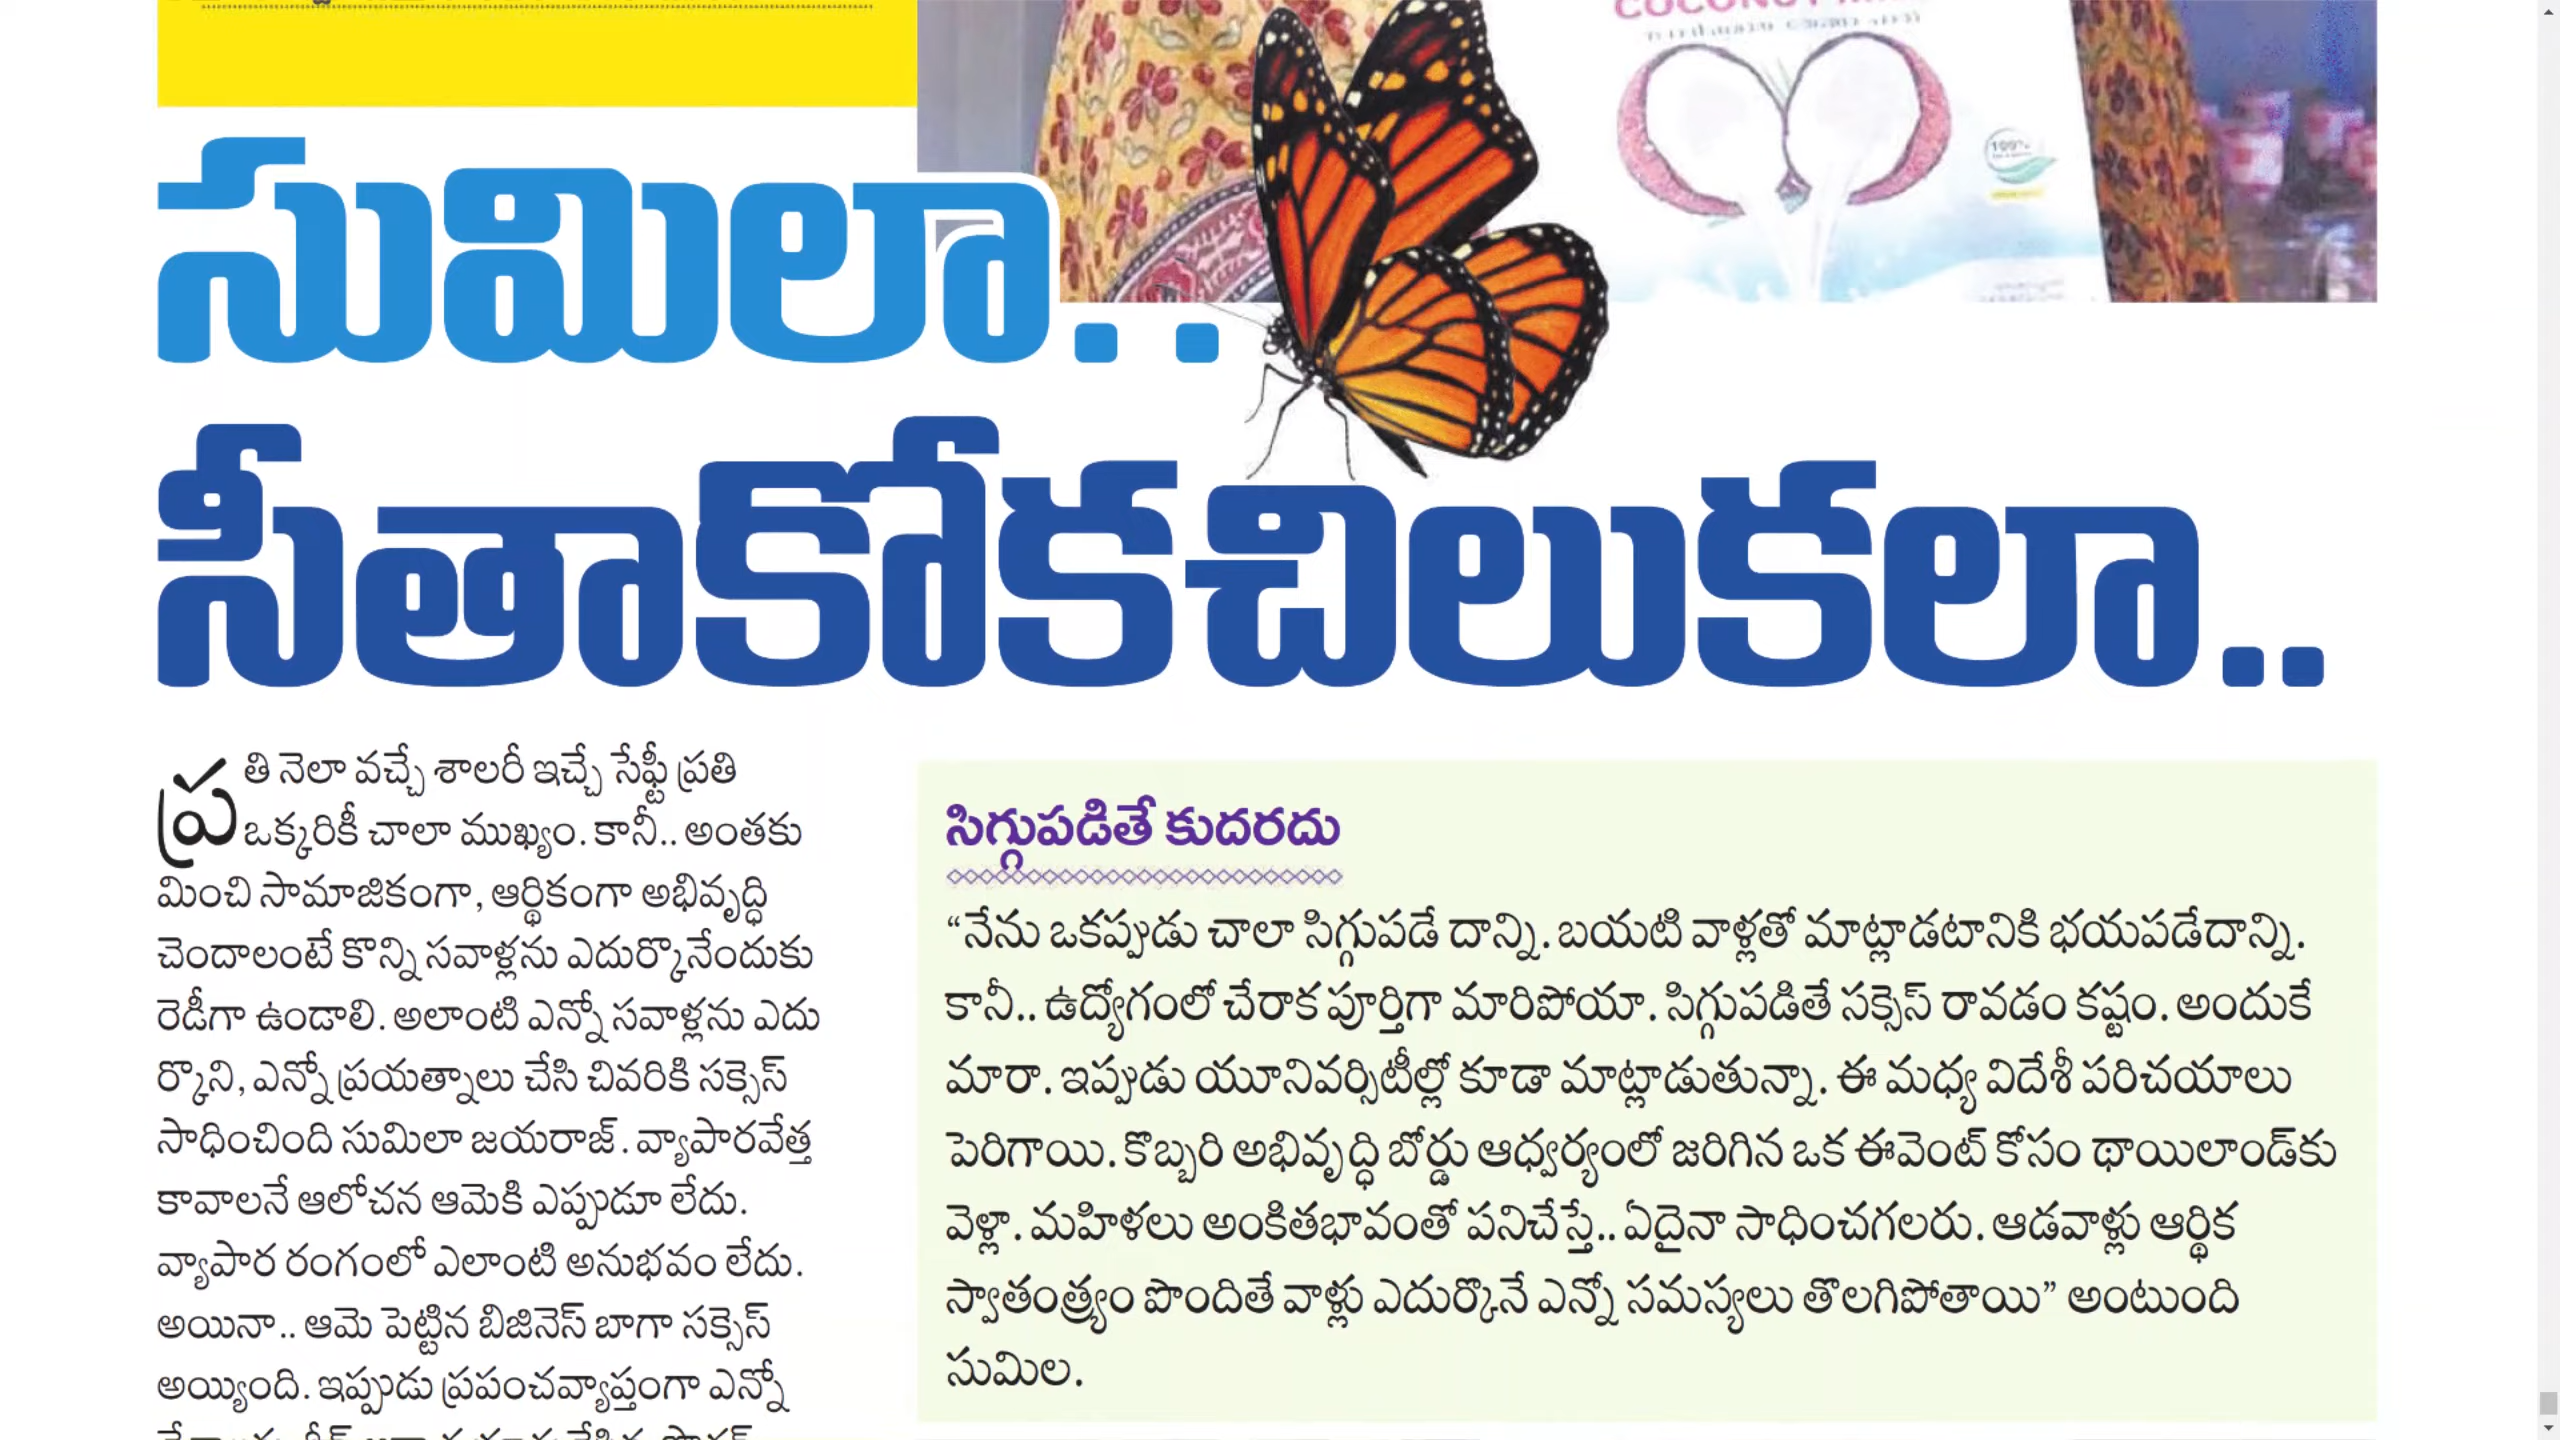 COCONUT
100%
సుమిలా..
సీతాకోకచిలుకలా..
ప్రతి నెలా వచ్చే శాలరీ ఇచ్చే సేఫ్టీ ప్రతి
ఒక్కరికీ చాలా ముఖ్యం. కానీ.. అంతకు
మించి సామాజికంగా, ఆర్థికంగా అభివృద్ధి
చెందాలంటే కొన్ని సవాళ్లను ఎదుర్కొనేందుకు
రెడీగా ఉండాలి. అలాంటి ఎన్నో సవాళ్లను ఎదు
ర్కొని, ఎన్నో ప్రయత్నాలు చేసి చివరికి సక్సెస్
సాధించింది సుమిలా జయరాజ్. వ్యాపారవేత్త
కావాలనే ఆలోచన ఆమెకి ఎప్పుడూ లేదు.
వ్యాపార రంగంలో ఎలాంటి అనుభవం లేదు.
అయినా.. ఆమె పెట్టిన బిజినెస్ బాగా సక్సెస్
అయ్యింది. ఇప్పుడు ప్రపంచవ్యాప్తంగా ఎన్నో
సిగ్గుపడితే కుదరదు
“నేను ఒకప్పుడు చాలా సిగ్గుపడే దాన్ని. బయటి వాళ్లతో మాట్లాడటానికి భయపడేదాన్ని.
కానీ.. ఉద్యోగంలో చేరాక పూర్తిగా మారిపోయా. సిగ్గుపడితే సక్సెస్ రావడం కష్టం. అందుకే
మారా. ఇప్పుడు యూనివర్సిటీల్లో కూడా మాట్లాడుతున్నా. ఈ మధ్య విదేశీ పరిచయాలు
పెరిగాయి. కొబ్బరి అభివృద్ధి బోర్డు ఆధ్వర్యంలో జరిగిన ఒక ఈవెంట్ కోసం థాయిలాండ్‌కు
వెళ్లా. మహిళలు అంకితభావంతో పనిచేస్తే.. ఏదైనా సాధించగలరు. ఆడవాళ్లు ఆర్థిక
స్వాతంత్ర్యం పొందితే వాళ్లు ఎదుర్కొనే ఎన్నో సమస్యలు తొలగిపోతాయి” అంటుంది
సుమిల.